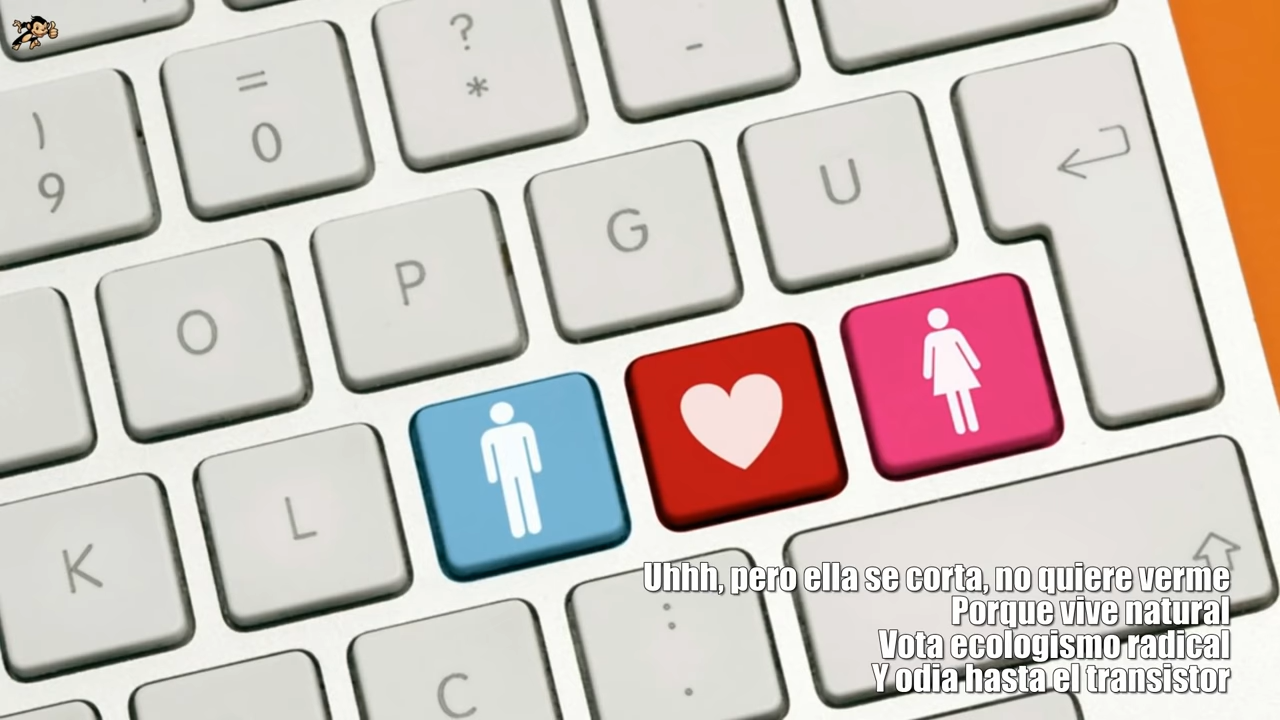 ? -
= *
) 0
9
U
G
P
O
L
K
:
.
C
Uhhh, pero ella se corta, no quiere verme
Porque vive natural
Vota ecologismo radical
Y odia hasta el transistor